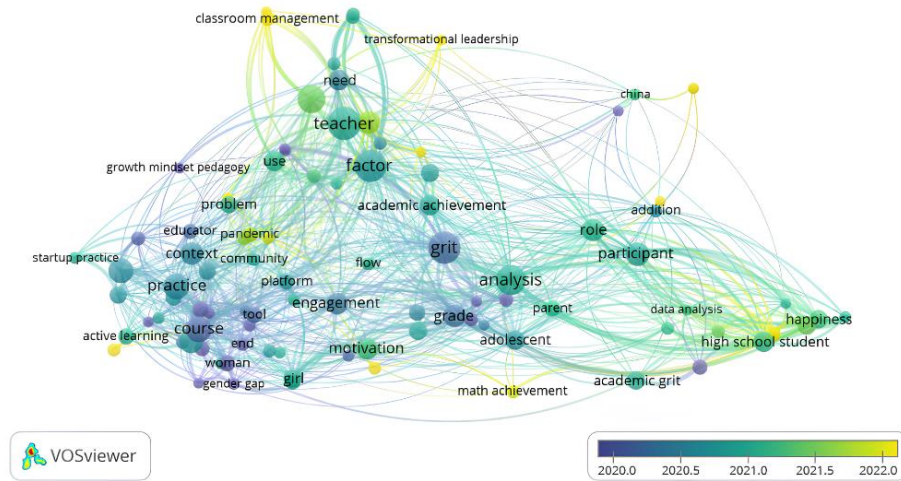 classroom management
transformational leadership
need
china
teacher
growth mindset pedagogy
use
factor
problem
academic achievement
addition
educator
pandemic
role
context
grit
startup practice
community
flow
participant
platform
analysis
practice
engagement
parent
data analysis
tool
grade
happiness
course
active learning
end
motivation
adolescent
high school student
woman
gender gap
girl
math achievement
academic grit
VOSviewer
2020.0 2020.5 2021.0 2021.5 2022.0